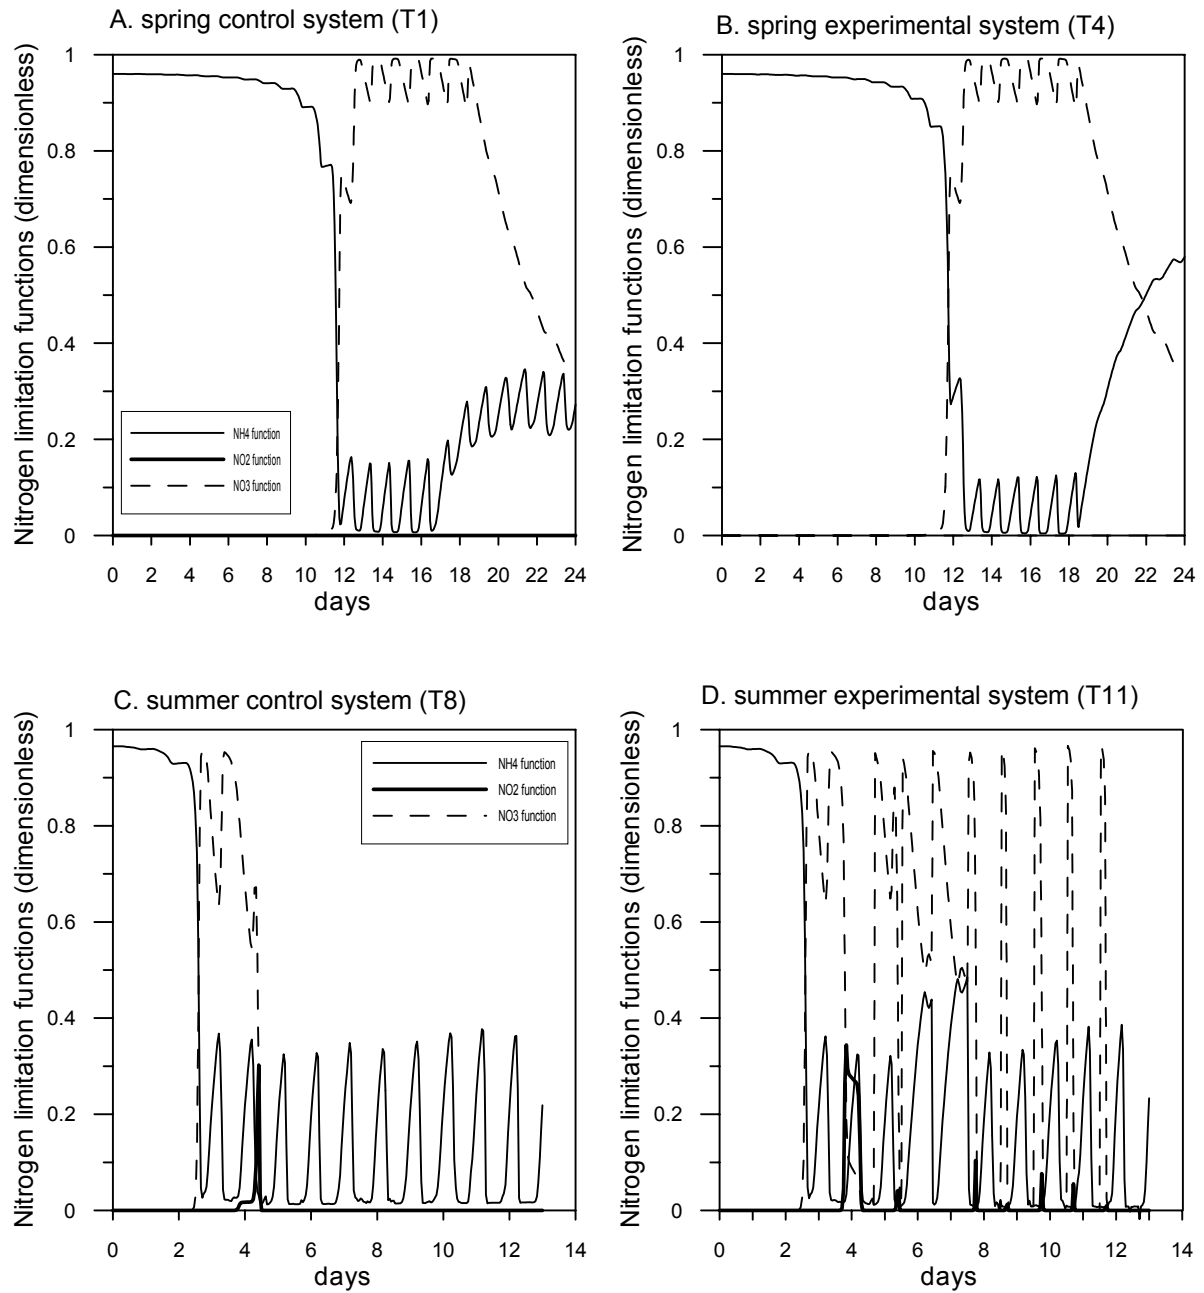 A. spring control system (T1)
Nitrogen limitation functions (dimensionless)
1
0.8
0.6
0.4
0.2
0
NH4 function
NO2 function
NO3 function
0 2 4 6 8 10 12 14 16 18 20 22 24
days
B. spring experimental system (T4)
Nitrogen limitation functions (dimensionless)
1
0.8
0.6
0.4
0.2
0
0 2 4 6 8 10 12 14 16 18 20 22 24
days
C. summer control system (T8)
Nitrogen limitation functions (dimensionless)
1
0.8
0.6
0.4
0.2
0
NH4 function
NO2 function
NO3 function
0 2 4 6 8 10 12 14
days
D. summer experimental system (T11)
Nitrogen limitation functions (dimensionless)
1
0.8
0.6
0.4
0.2
0
0 2 4 6 8 10 12 14
days